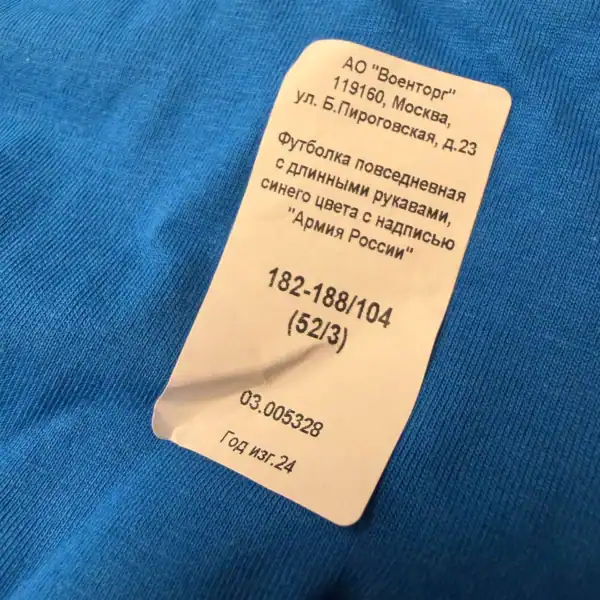 АО "Военторг"
119160, Москва,
ул. Б.Пироговская, д.23
Футболка повседневная
с длинными рукавами,
синего цвета с надписью
"Армия России"
182-188/104
(52/3)
03.005328
Год изг.24